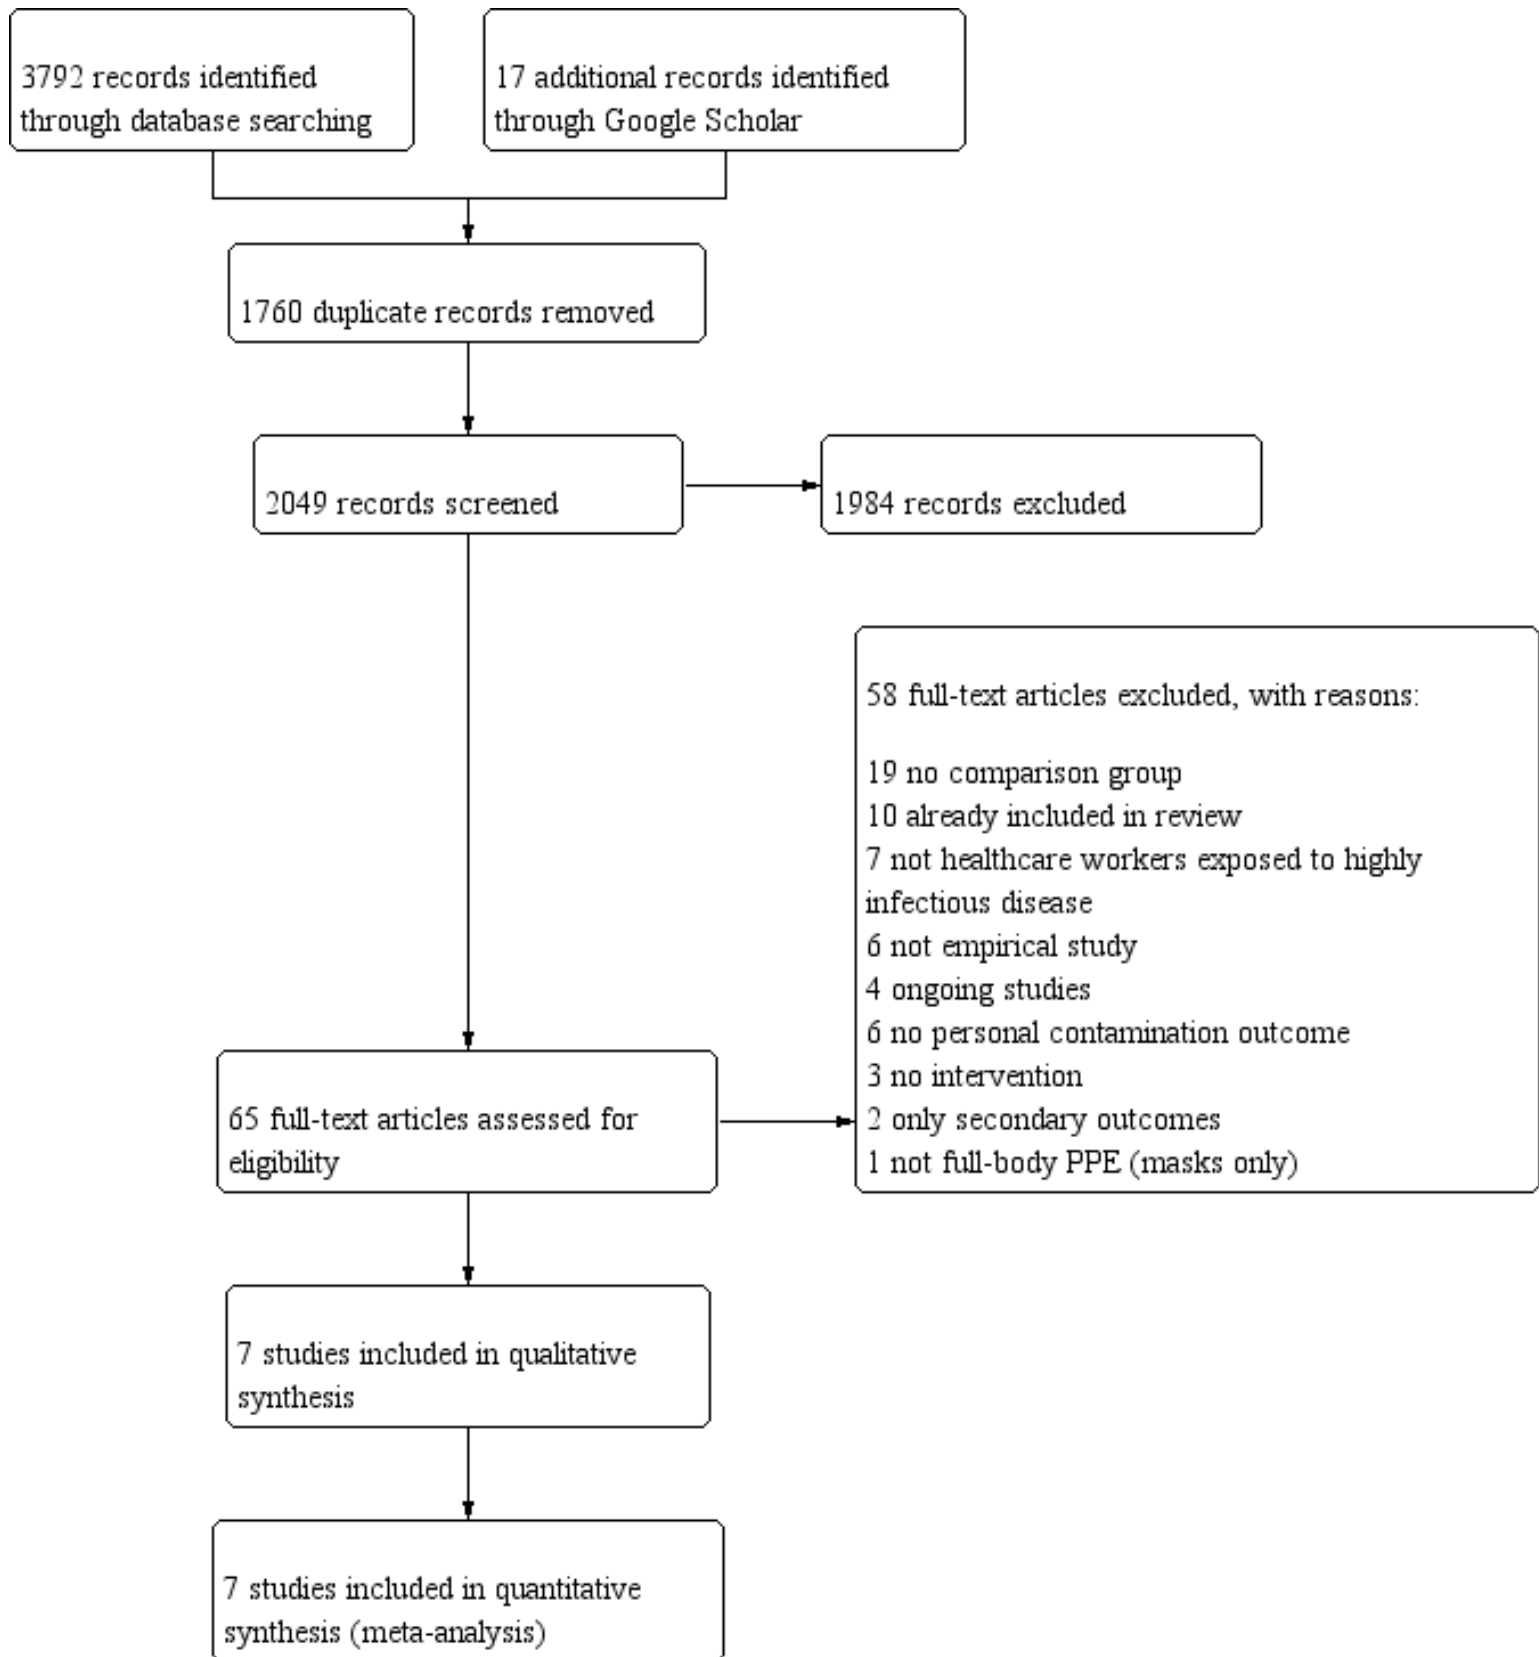 3792 records identified
through database searching
17 additional records identified
through Google Scholar
1760 duplicate records removed
2049 records screened
1984 records excluded
58 full-text articles excluded, with reasons:
19 no comparison group
10 already included in review
7 not healthcare workers exposed to highly
infectious disease
6 not empirical study
4 ongoing studies
6 no personal contamination outcome
3 no intervention
2 only secondary outcomes
1 not full-body PPE (masks only)
65 full-text articles assessed for
eligibility
7 studies included in qualitative
synthesis
7 studies included in quantitative
synthesis (meta-analysis)